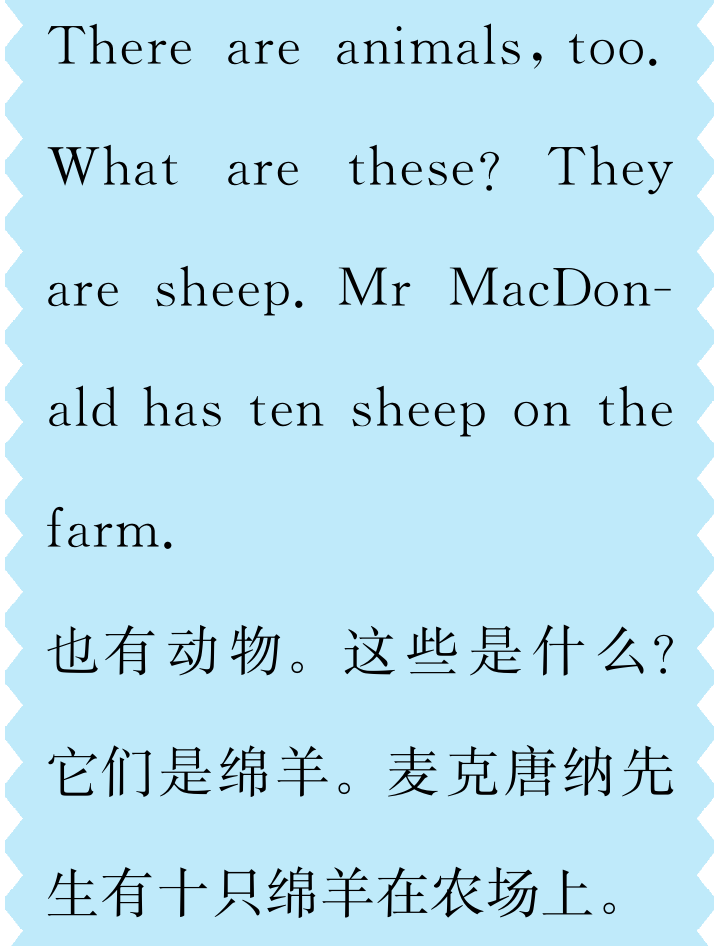 There are animals, too.
What are these? They
are sheep. Mr MacDon-
ald has ten sheep on the
farm.
也有动物。这些是什么?
它们是绵羊。麦克唐纳先
生有十只绵羊在农场上。